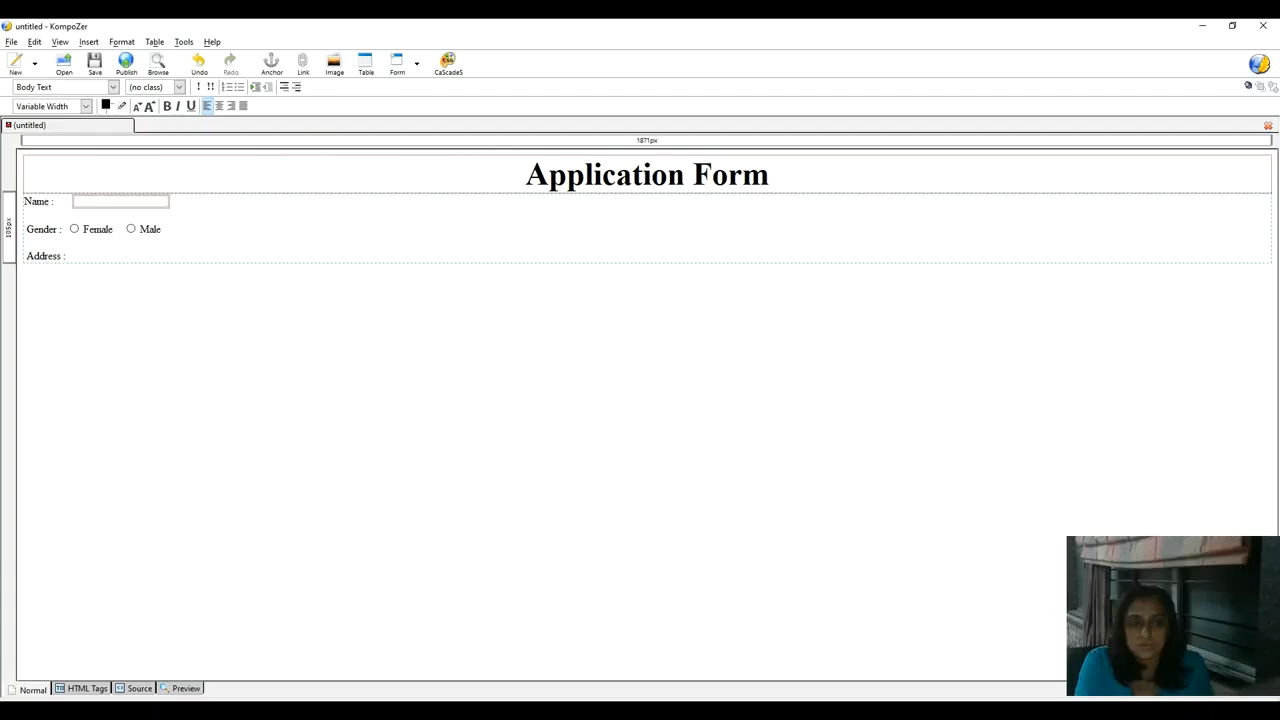 untitled - KompoZer
File Edit View Insert Format Table Tools Help
New Open Save Publish Browse Undo Redo Anchor Link Image Table Form CaScadeS
Body Text (no class)
Variable Width
(untitled)
1871px
Application Form
Name :
Gender : Female Male
Address :
105px
Normal HTML Tags Source Preview